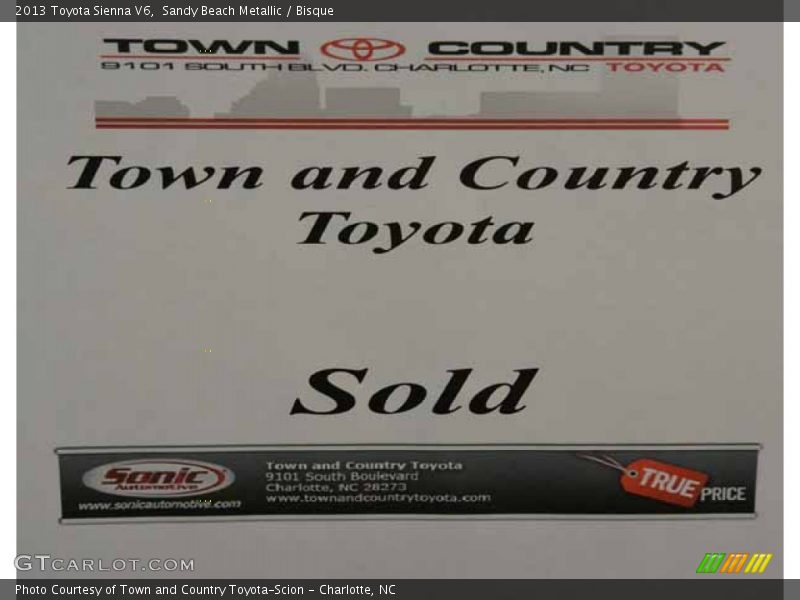 2013 Toyota Sienna V6, Sandy Beach Metallic / Bisque
TOWN COUNTRY
9101 SOUTH BLVD. CHARLOTTE, NC TOYOTA
Town and Country
Toyota
Sold
Sonic
Automotive
www.sonicautomotive.com
Town and Country Toyota
9101 South Boulevard
Charlotte, NC 28273
www.townandcountrytoyota.com
TRUE PRICE
GTCARLOT.COM
Photo Courtesy of Town and Country Toyota-Scion - Charlotte, NC